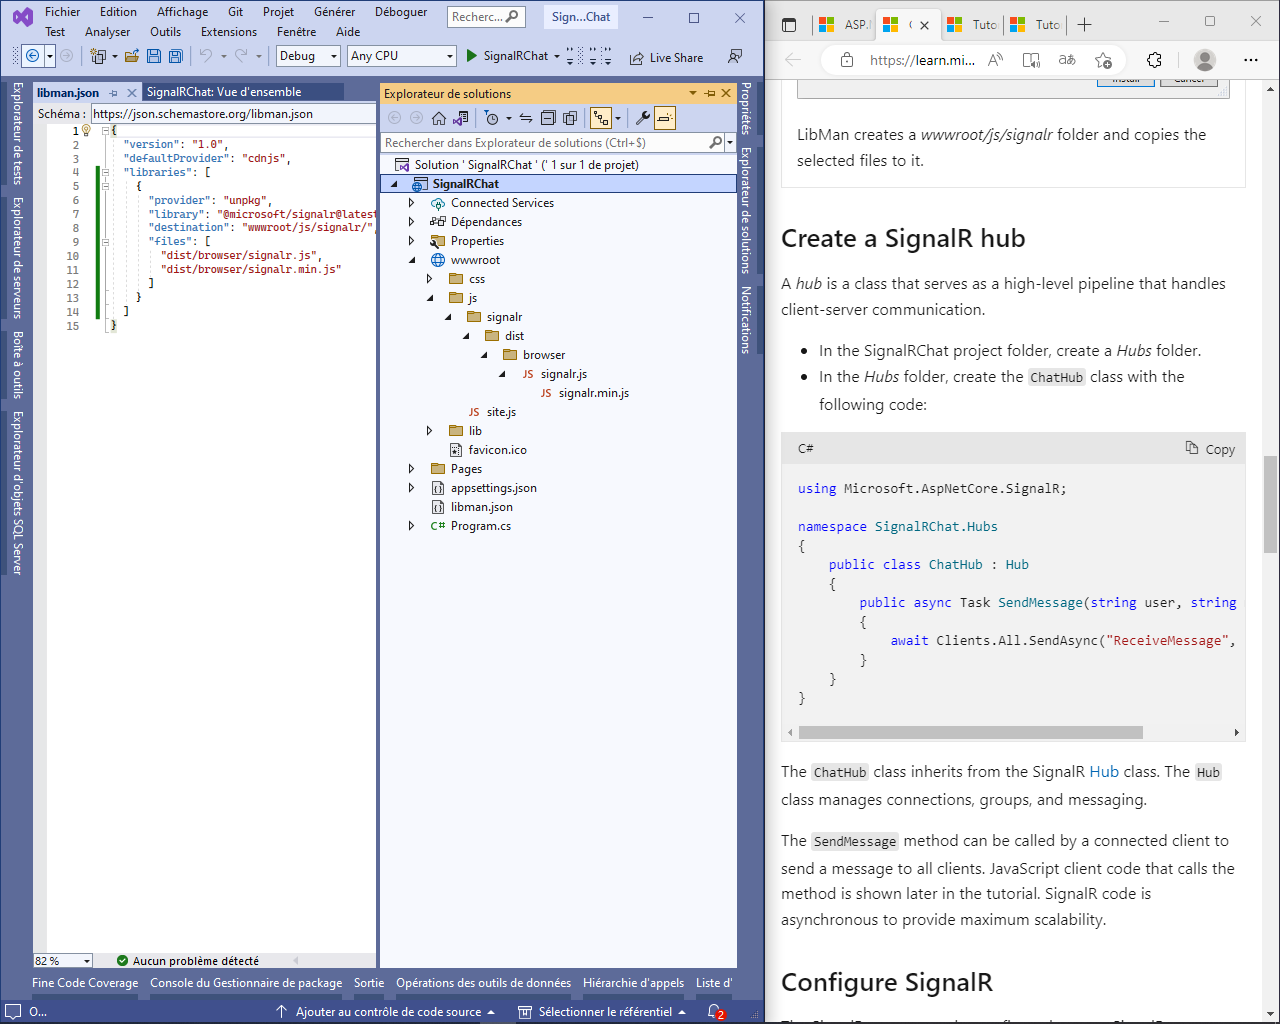 Fichier Edition Affichage Git Projet Générer Déboguer
Test Analyser Outils Extensions Fenêtre Aide
Recherc...
Sign...Chat
Debug Any CPU SignalRChat Live Share
Explorateur de tests
Explorateur de serveurs
Boîte à outils
Explorateur d'objets SQL Server
libman.json SignalRChat: Vue d'ensemble
Schéma : https://json.schemastore.org/libman.json
1 {
2 "version": "1.0",
3 "defaultProvider": "cdnjs",
4 "libraries": [
5 {
6 "provider": "unpkg",
7 "library": "@microsoft/signalr@latest
8 "destination": "wwwroot/js/signalr/",
9 "files": [
10 "dist/browser/signalr.js",
11 "dist/browser/signalr.min.js"
12 ]
13 }
14 ]
15 }
82 % Aucun problème détecté
Explorateur de solutions
Rechercher dans Explorateur de solutions (Ctrl+$)
Solution ' SignalRChat ' (' 1 sur 1 de projet)
SignalRChat
Connected Services
Dépendances
Properties
wwwroot
css
js
signalr
dist
browser
JS signalr.js
JS signalr.min.js
JS site.js
lib
favicon.ico
Pages
appsettings.json
libman.json
C# Program.cs
Propriétés
Explorateur de solutions
Notifications
Fine Code Coverage Console du Gestionnaire de package Sortie Opérations des outils de données Hiérarchie d'appels Liste d'
O... Ajouter au contrôle de code source Sélectionner le référentiel 2
ASP.I C Tuto Tuto
https://learn.mi...
Install Cancel
LibMan creates a wwwroot/js/signalr folder and copies the
selected files to it.
Create a SignalR hub
A hub is a class that serves as a high-level pipeline that handles
client-server communication.
• In the SignalRChat project folder, create a Hubs folder.
• In the Hubs folder, create the ChatHub class with the
following code:
C# Copy
using Microsoft.AspNetCore.SignalR;
namespace SignalRChat.Hubs
{
public class ChatHub : Hub
{
public async Task SendMessage(string user, string
{
await Clients.All.SendAsync("ReceiveMessage",
}
}
}
The ChatHub class inherits from the SignalR Hub class. The Hub
class manages connections, groups, and messaging.
The SendMessage method can be called by a connected client to
send a message to all clients. JavaScript client code that calls the
method is shown later in the tutorial. SignalR code is
asynchronous to provide maximum scalability.
Configure SignalR